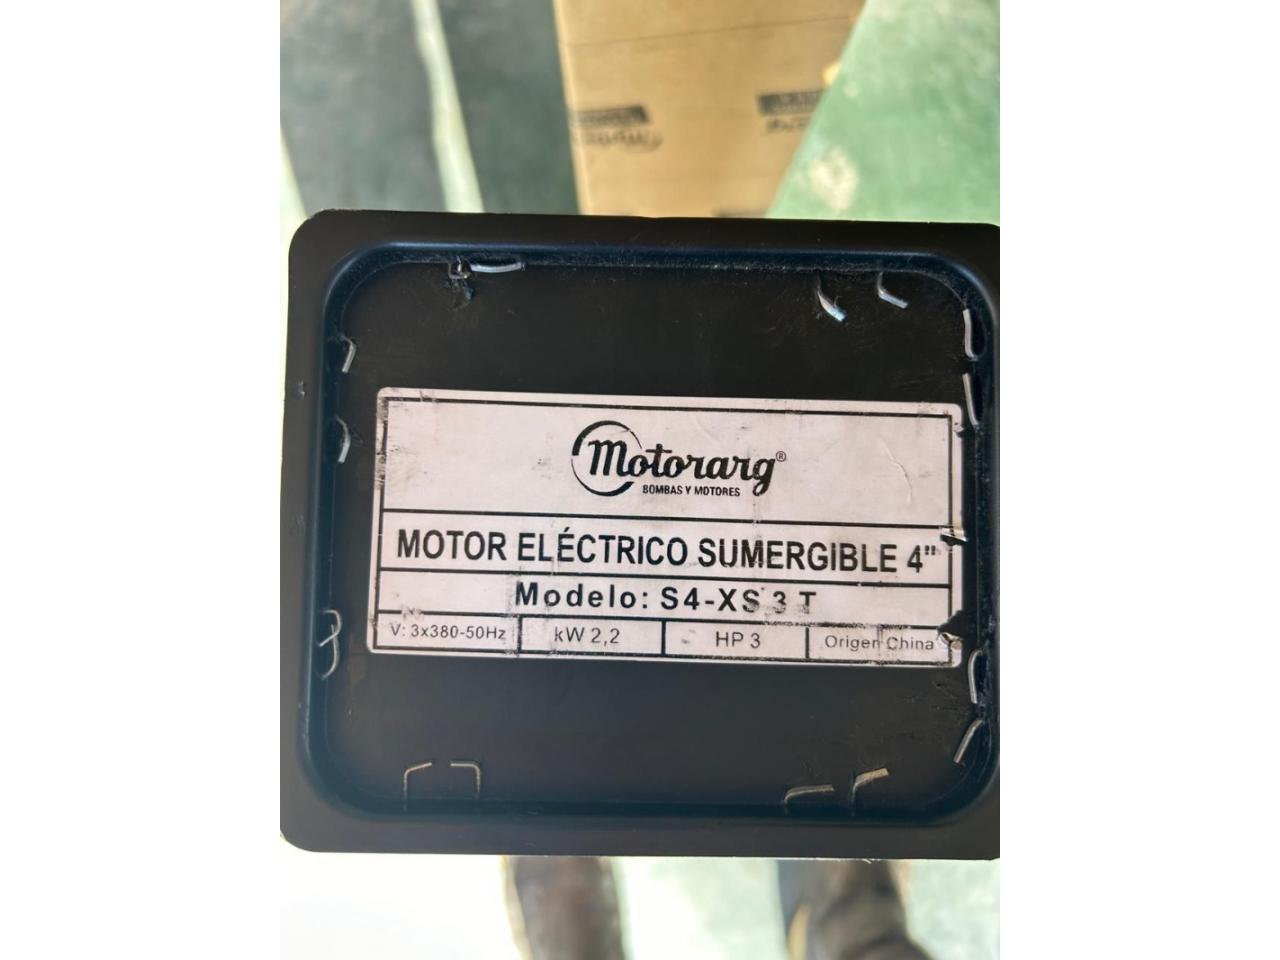 Motorarg®
BOMBAS Y MOTORES
MOTOR ELÉCTRICO SUMERGIBLE 4"
Modelo: S4-XS 3 T
V: 3x380-50Hz kW 2,2 HP 3 Origen China